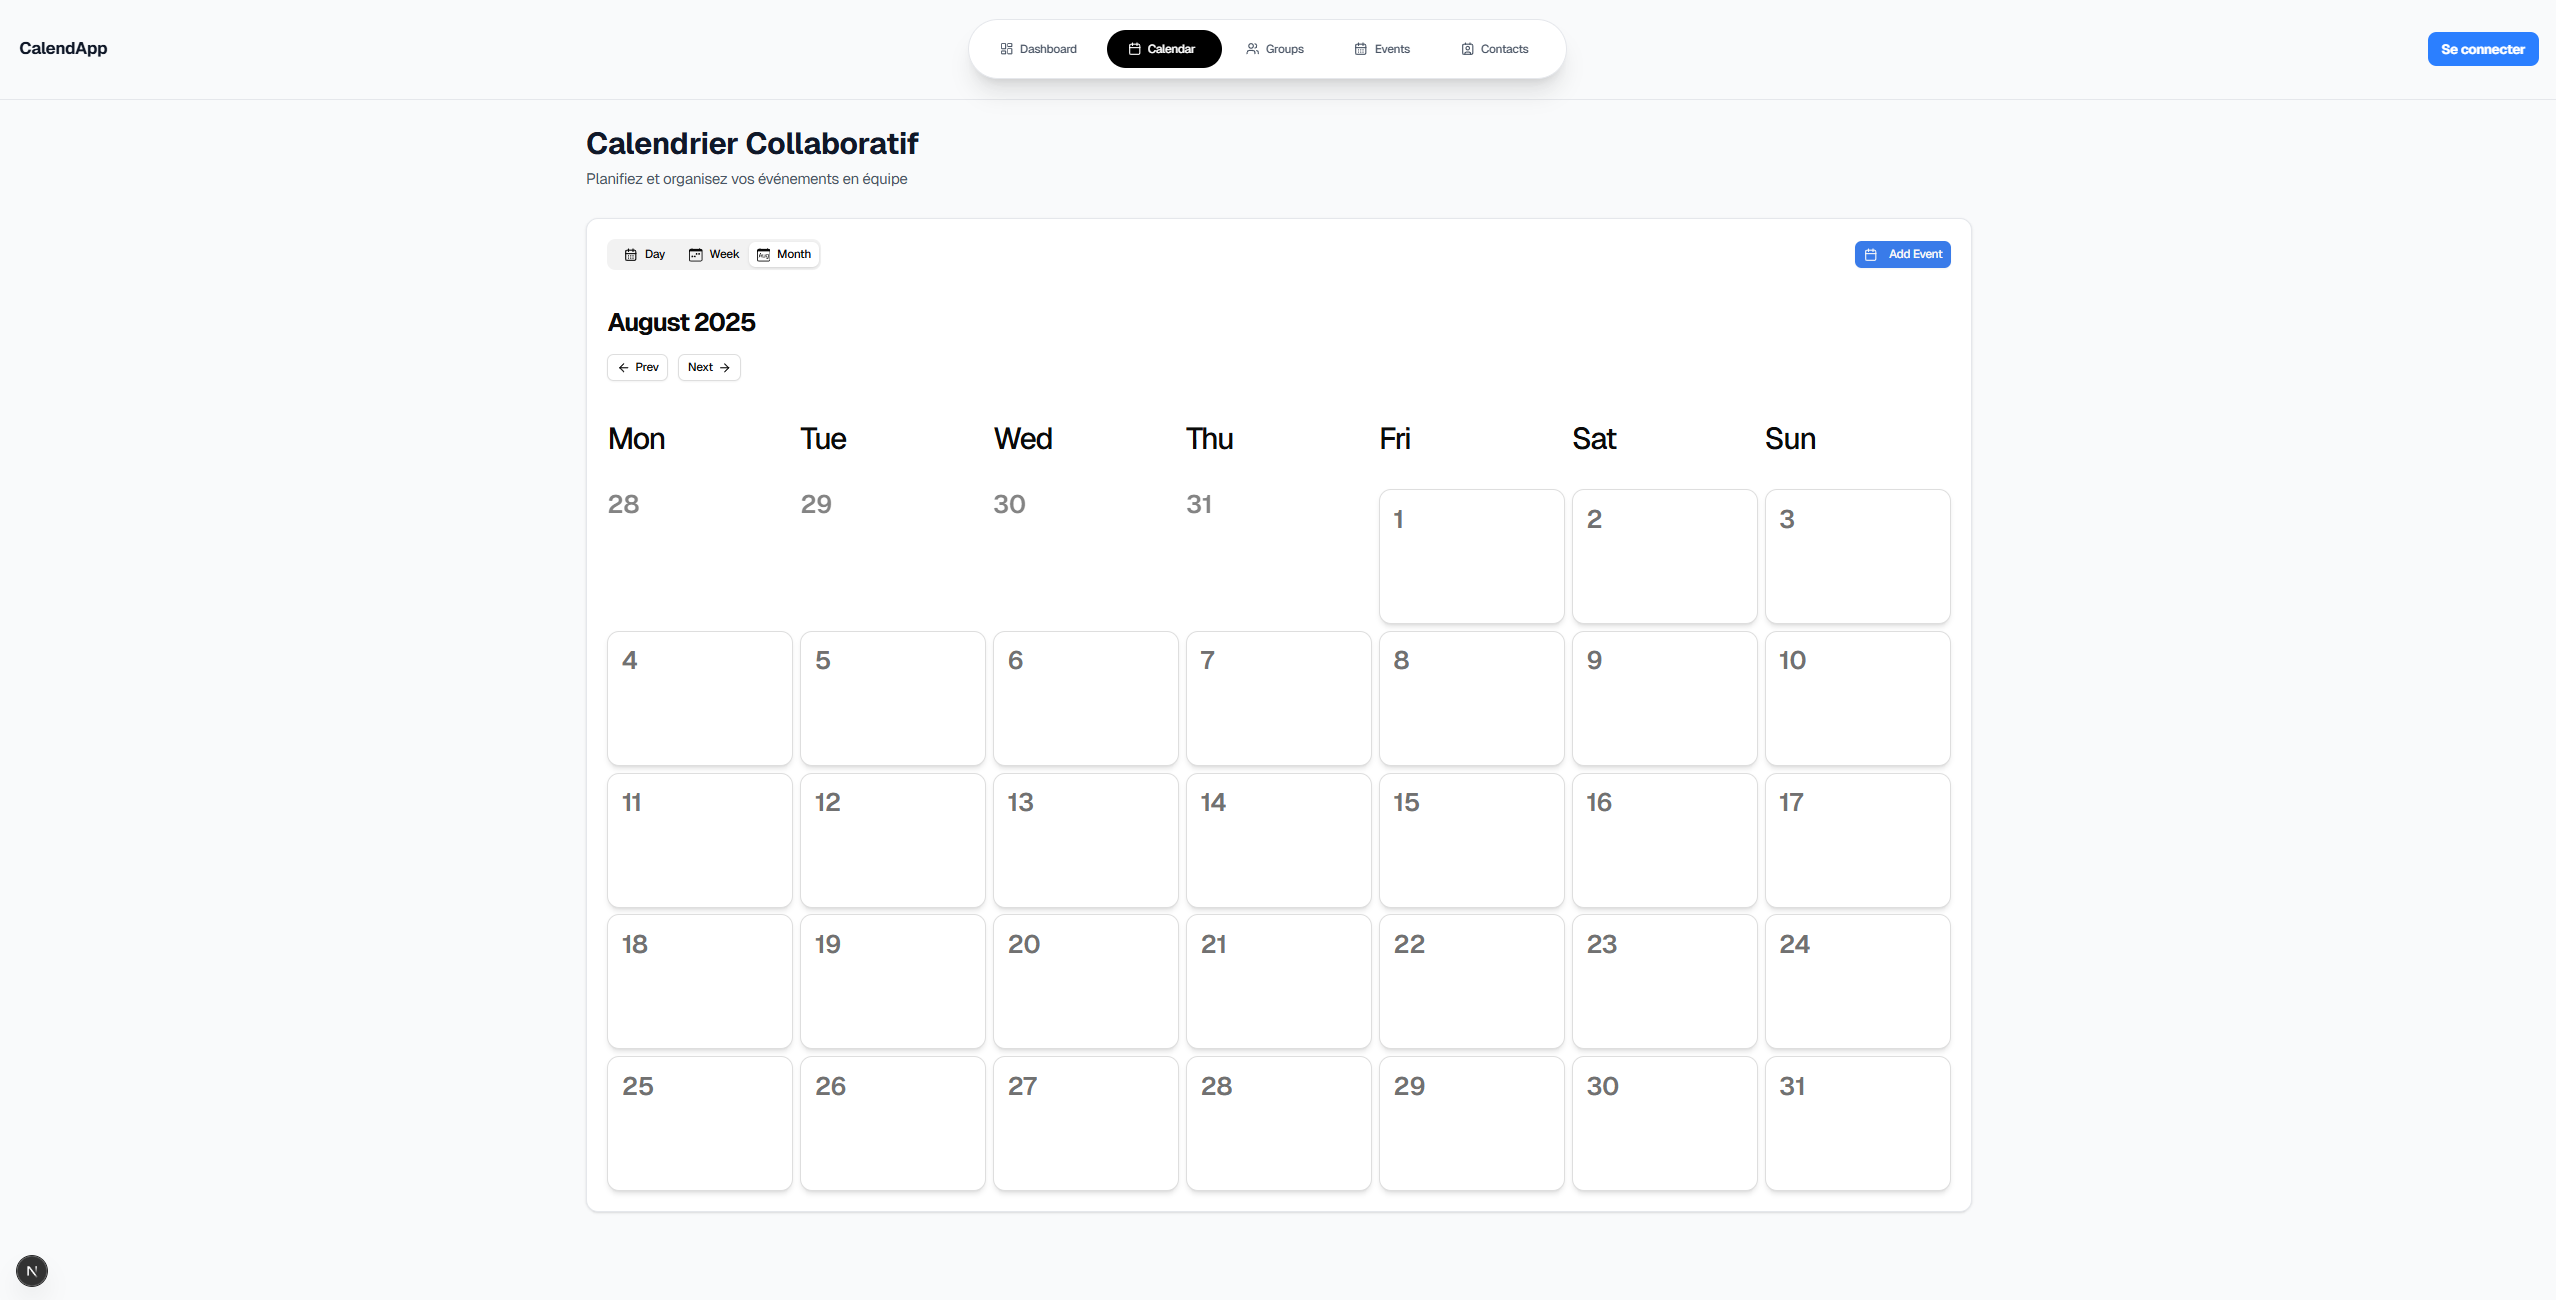 CalendApp
Dashboard Calendar Groups Events Contacts
Se connecter
Calendrier Collaboratif
Planifiez et organisez vos événements en équipe
Day Week Aug Month
Add Event
August 2025
Prev Next
Mon Tue Wed Thu Fri Sat Sun
28 29 30 31 1 2 3
4 5 6 7 8 9 10
11 12 13 14 15 16 17
18 19 20 21 22 23 24
25 26 27 28 29 30 31
N